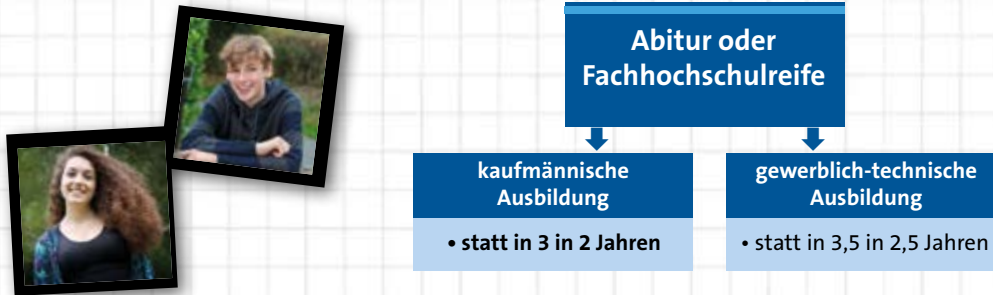 Abitur oder
Fachhochschulreife
kaufmännische
Ausbildung
• statt in 3 in 2 Jahren
gewerblich-technische
Ausbildung
• statt in 3,5 in 2,5 Jahren